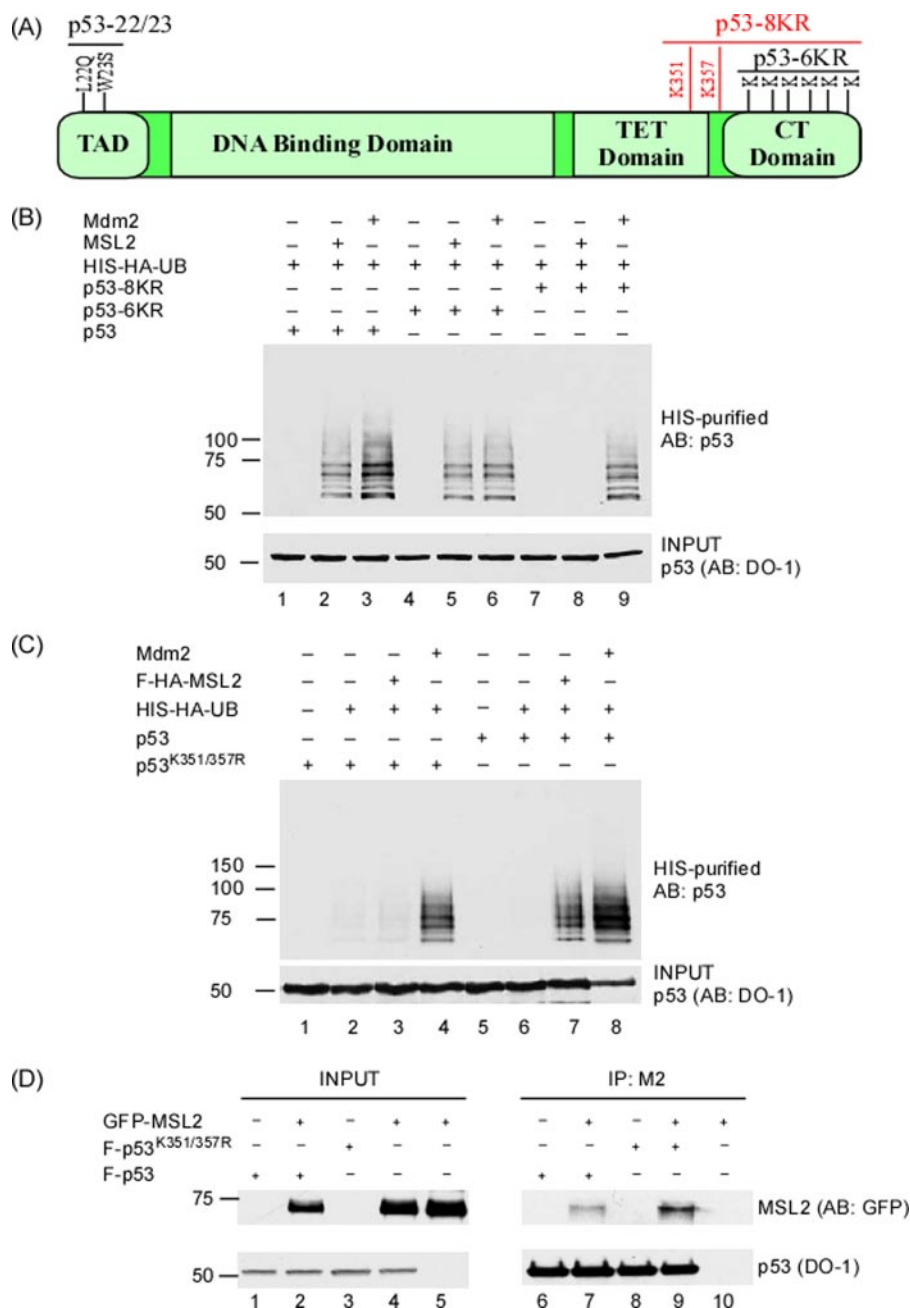 (A)
p53-22/23
L22Q
W23S
p53-8KR
K351
K357
p53-6KR
K K K K K K
TAD
DNA Binding Domain
TET
Domain
CT
Domain
(B)
Mdm2 – – + – – + – – +
MSL2 – + – – + – – + –
HIS-HA-UB + + + + + + + + +
p53-8KR – – – – – – + + +
p53-6KR – – – + + + – – –
p53 + + + – – – – – –
100
75
50
HIS-purified
AB: p53
50
INPUT
p53 (AB: DO-1)
1 2 3 4 5 6 7 8 9
(C)
Mdm2 – – – + – – – +
F-HA-MSL2 – – + – – – + –
HIS-HA-UB – + + + – + + +
p53 – – – – + + + +
p53K351/357R + + + + – – – –
150
100
75
HIS-purified
AB: p53
50
INPUT
p53 (AB: DO-1)
1 2 3 4 5 6 7 8
(D)
INPUT
IP: M2
GFP-MSL2 – + – + + – + – + +
F-p53K351/357R – – + + – – – + + –
F-p53 + + – – – + + – – –
75
MSL2 (AB: GFP)
50
p53 (DO-1)
1 2 3 4 5 6 7 8 9 10